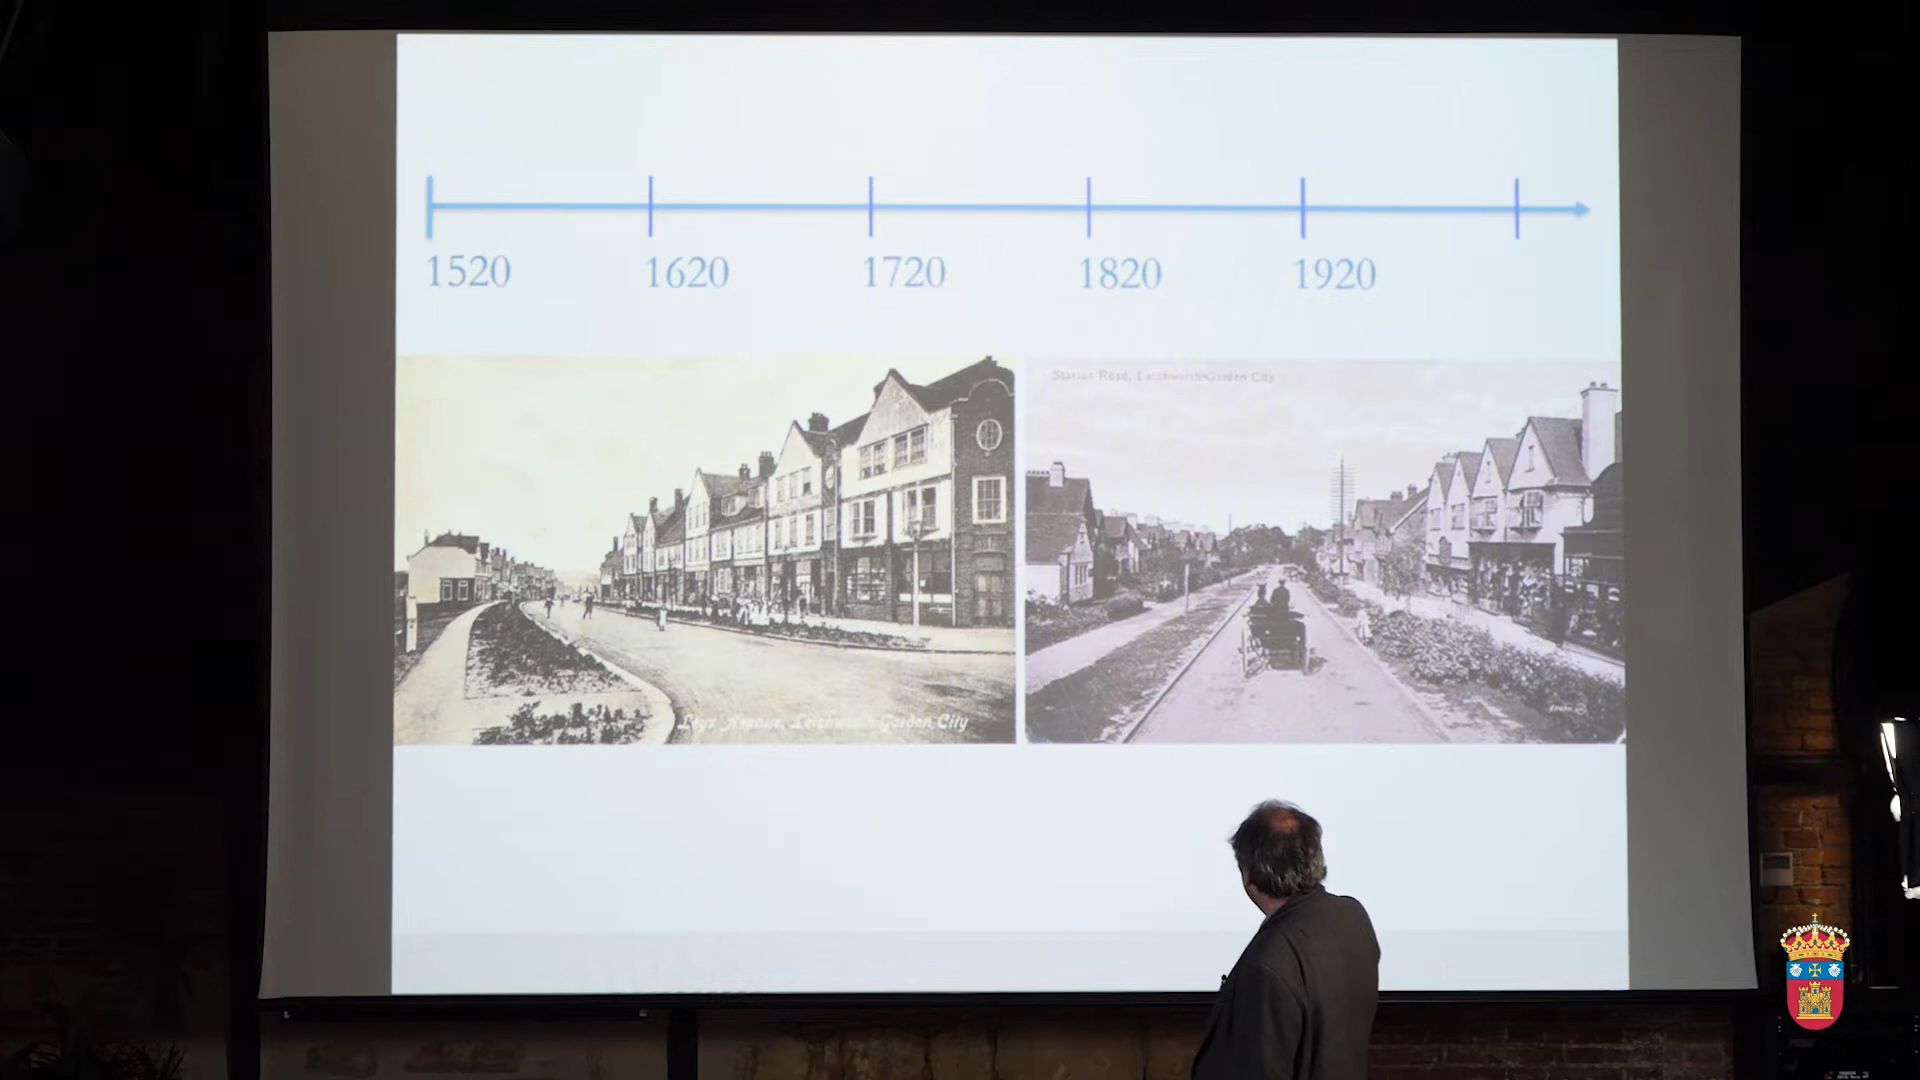 1520 1620 1720 1820 1920
Station Road, Letchworth Garden City
Leys Avenue, Letchworth Garden City